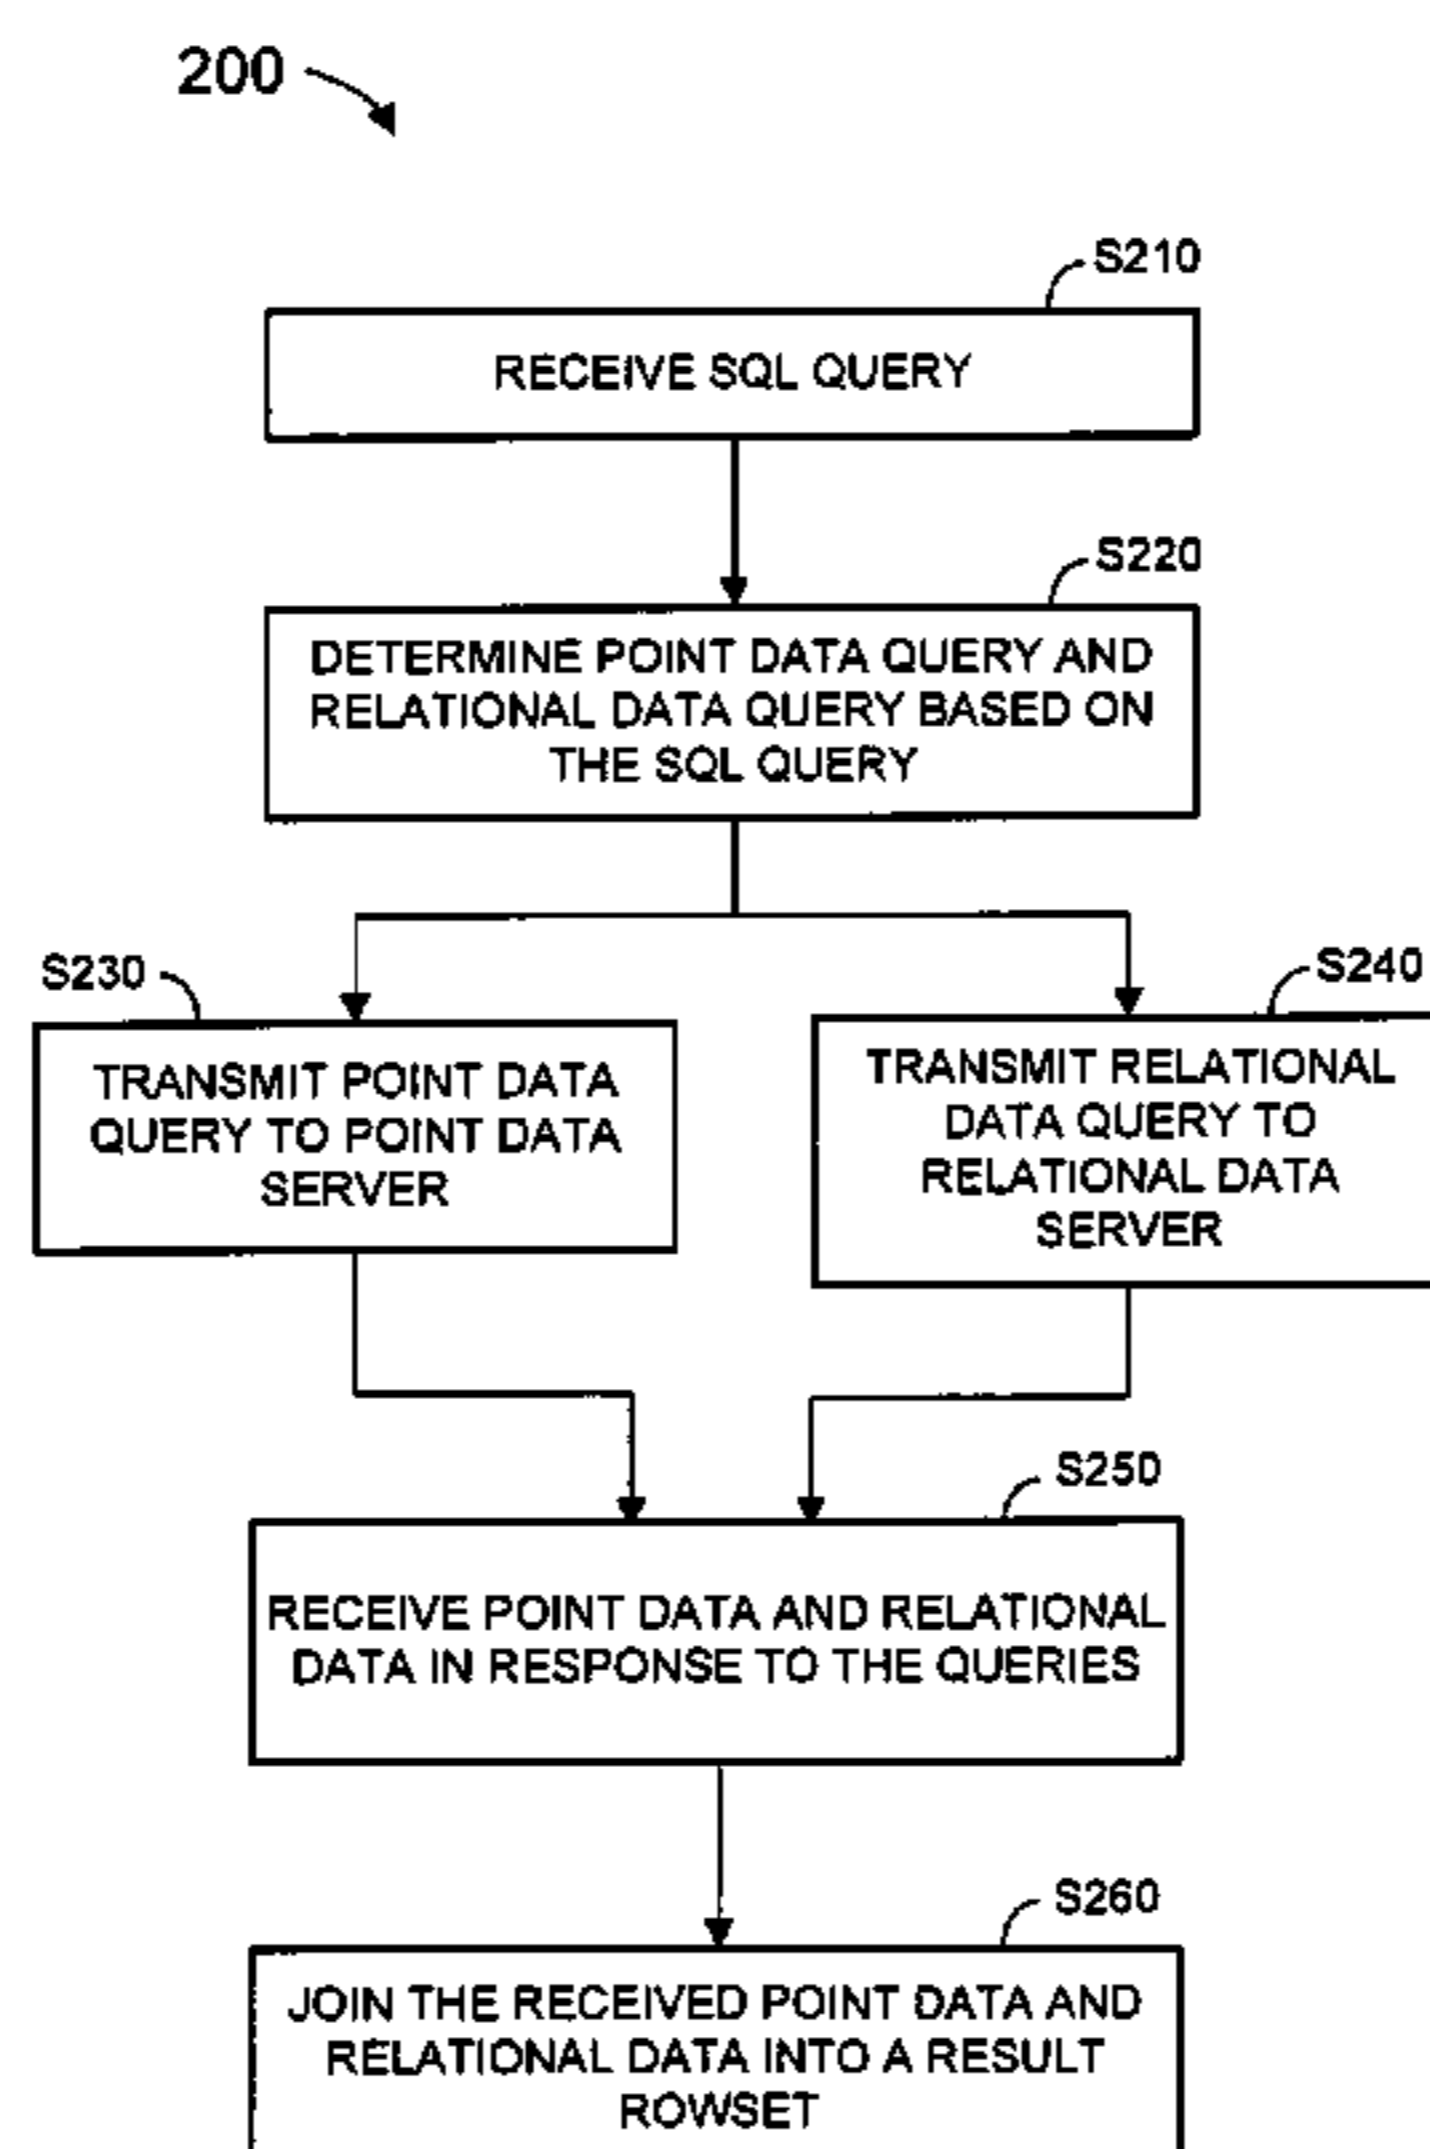 200
S210
RECEIVE SQL QUERY
S220
DETERMINE POINT DATA QUERY AND
RELATIONAL DATA QUERY BASED ON
THE SQL QUERY
S230
TRANSMIT POINT DATA
QUERY TO POINT DATA
SERVER
S240
TRANSMIT RELATIONAL
DATA QUERY TO
RELATIONAL DATA
SERVER
S250
RECEIVE POINT DATA AND RELATIONAL
DATA IN RESPONSE TO THE QUERIES
S260
JOIN THE RECEIVED POINT DATA AND
RELATIONAL DATA INTO A RESULT
ROWSET